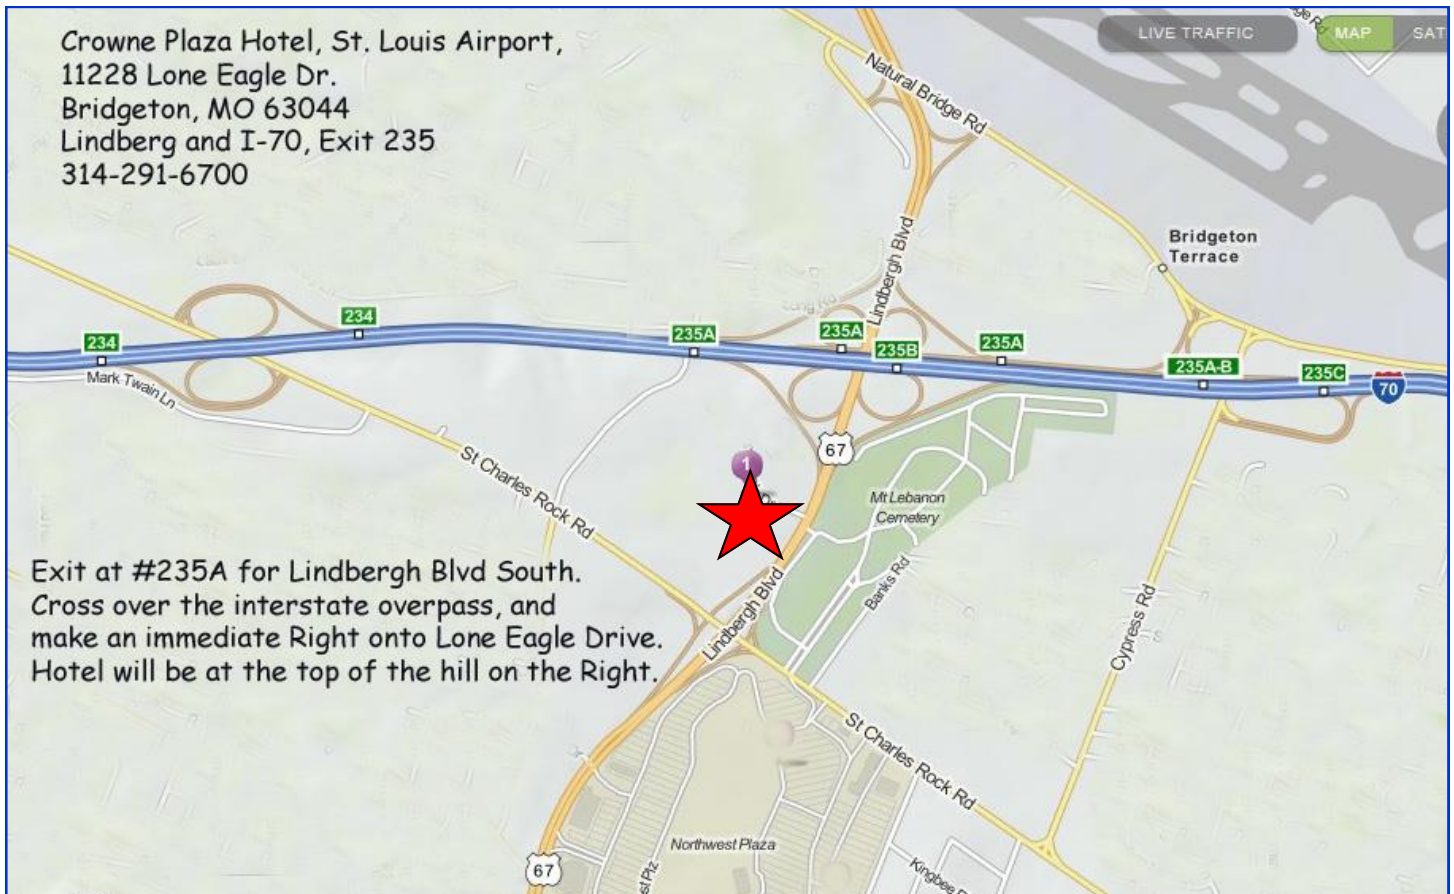 Crowne Plaza Hotel, St. Louis Airport,
11228 Lone Eagle Dr.
Bridgeton, MO 63044
Lindberg and I-70, Exit 235
314-291-6700
LIVE TRAFFIC
MAP
SAT
Natural Bridge Rd
Lindbergh Blvd
Bridgeton
Terrace
234
234
235A
235A
235B
235A
235A-B
235C
70
Mark Twain Ln
67
1
St Charles Rock Rd
Mt Lebanon
Cemetery
Banks Rd
Cypress Rd
Exit at #235A for Lindbergh Blvd South.
Cross over the interstate overpass, and
make an immediate Right onto Lone Eagle Drive.
Hotel will be at the top of the hill on the Right.
Lindbergh Blvd
St Charles Rock Rd
Northwest Plaza
67
Kingbee